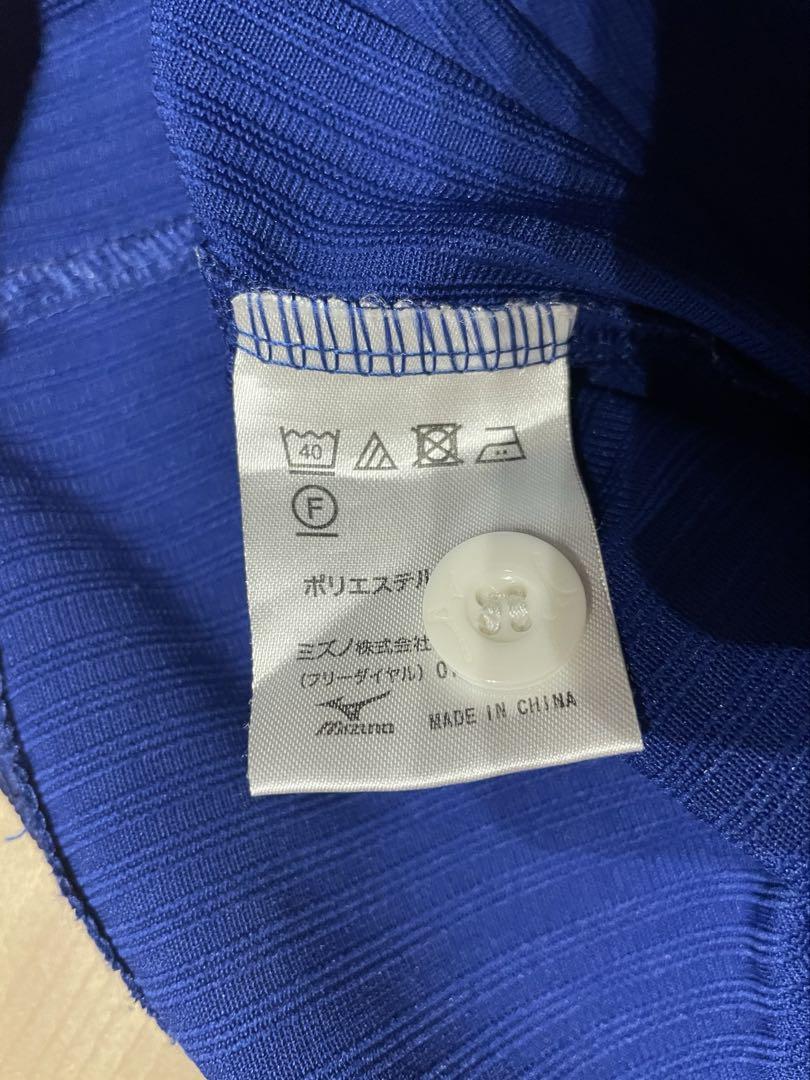 40
F
ポリエステル
ミズノ株式会社
(フリーダイヤル) 0
Mizuno
MADE IN CHINA